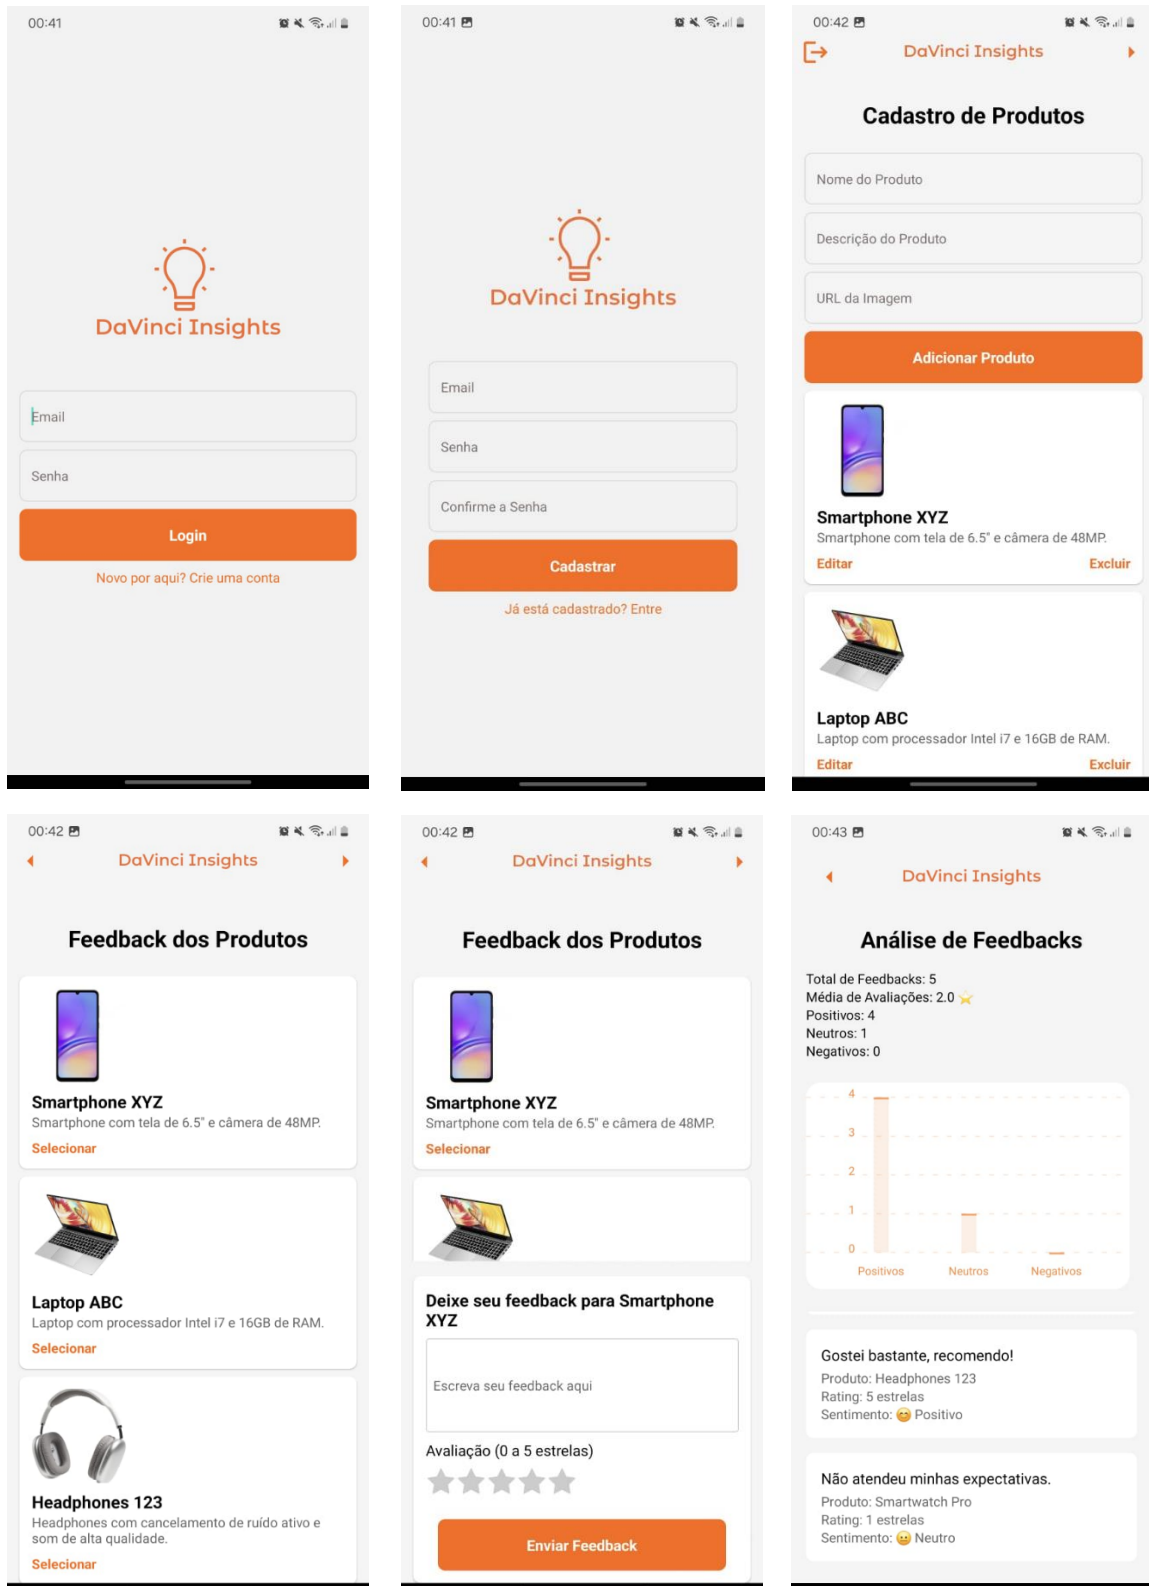 00:41
DaVinci Insights
Email
Senha
Login
Novo por aqui? Crie uma conta
00:41
DaVinci Insights
Email
Senha
Confirme a Senha
Cadastrar
Já está cadastrado? Entre
00:42
DaVinci Insights
Cadastro de Produtos
Nome do Produto
Descrição do Produto
URL da Imagem
Adicionar Produto
Smartphone XYZ
Smartphone com tela de 6.5" e câmera de 48MP.
Editar Excluir
Laptop ABC
Laptop com processador Intel i7 e 16GB de RAM.
Editar Excluir
00:42
DaVinci Insights
Feedback dos Produtos
Smartphone XYZ
Smartphone com tela de 6.5" e câmera de 48MP.
Selecionar
Laptop ABC
Laptop com processador Intel i7 e 16GB de RAM.
Selecionar
Headphones 123
Headphones com cancelamento de ruído ativo e
som de alta qualidade.
Selecionar
00:42
DaVinci Insights
Feedback dos Produtos
Smartphone XYZ
Smartphone com tela de 6.5" e câmera de 48MP.
Selecionar
Deixe seu feedback para Smartphone
XYZ
Escreva seu feedback aqui
Avaliação (0 a 5 estrelas)
Enviar Feedback
00:43
DaVinci Insights
Análise de Feedbacks
Total de Feedbacks: 5
Média de Avaliações: 2.0 ⭐
Positivos: 4
Neutros: 1
Negativos: 0
4
3
2
1
0
Positivos Neutros Negativos
Gostei bastante, recomendo!
Produto: Headphones 123
Rating: 5 estrelas
Sentimento: 😊 Positivo
Não atendeu minhas expectativas.
Produto: Smartwatch Pro
Rating: 1 estrelas
Sentimento: 😐 Neutro